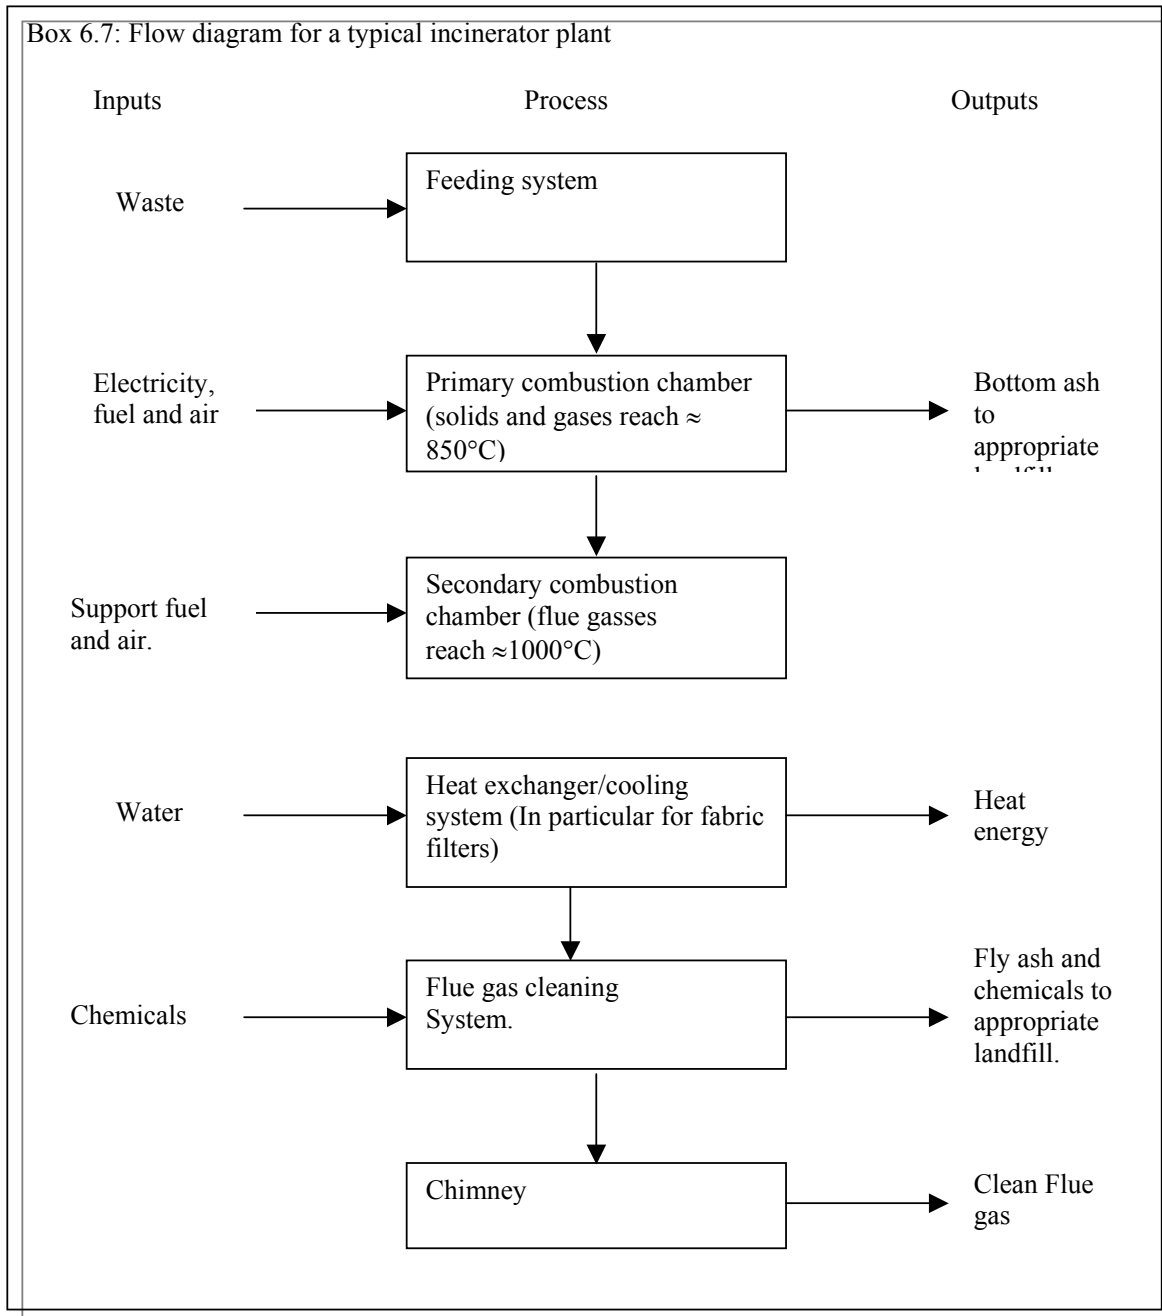 Box 6.7: Flow diagram for a typical incinerator plant
Inputs
Process
Outputs
Waste
Feeding system
Electricity,
fuel and air
Primary combustion chamber
(solids and gases reach ≈
850°C)
Bottom ash
to
appropriate
Support fuel
and air.
Secondary combustion
chamber (flue gasses
reach ≈1000°C)
Water
Heat exchanger/cooling
system (In particular for fabric
filters)
Heat
energy
Chemicals
Flue gas cleaning
System.
Fly ash and
chemicals to
appropriate
landfill.
Chimney
Clean Flue
gas